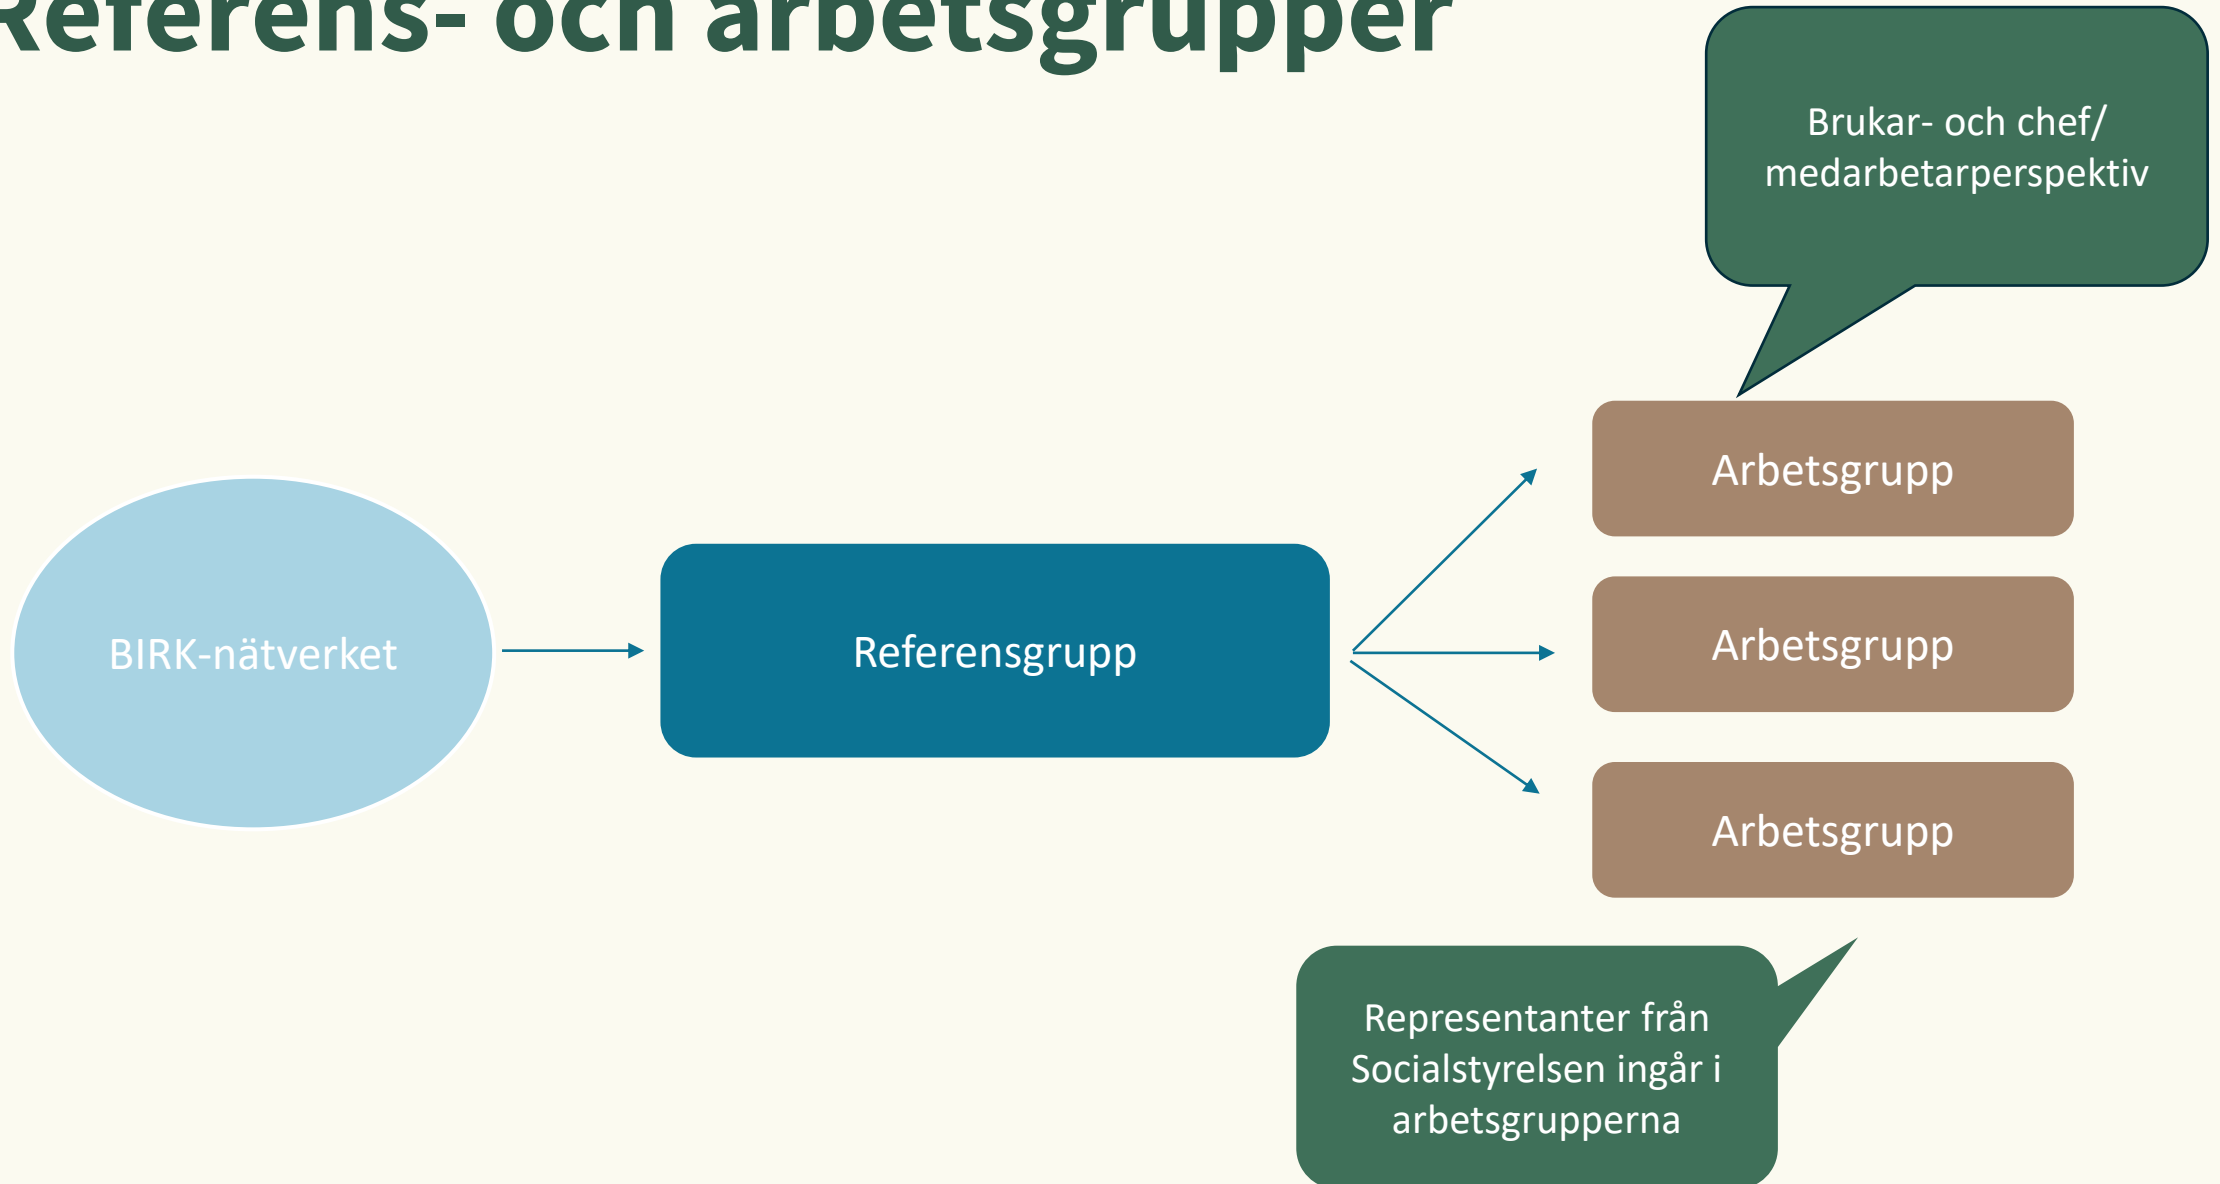 Referens- och arbetsgrupper
Brukar- och chef/
medarbetarperspektiv
Arbetsgrupp
BIRK-nätverket
Referensgrupp
Arbetsgrupp
Arbetsgrupp
Representanter från
Socialstyrelsen ingår i
arbetsgrupperna